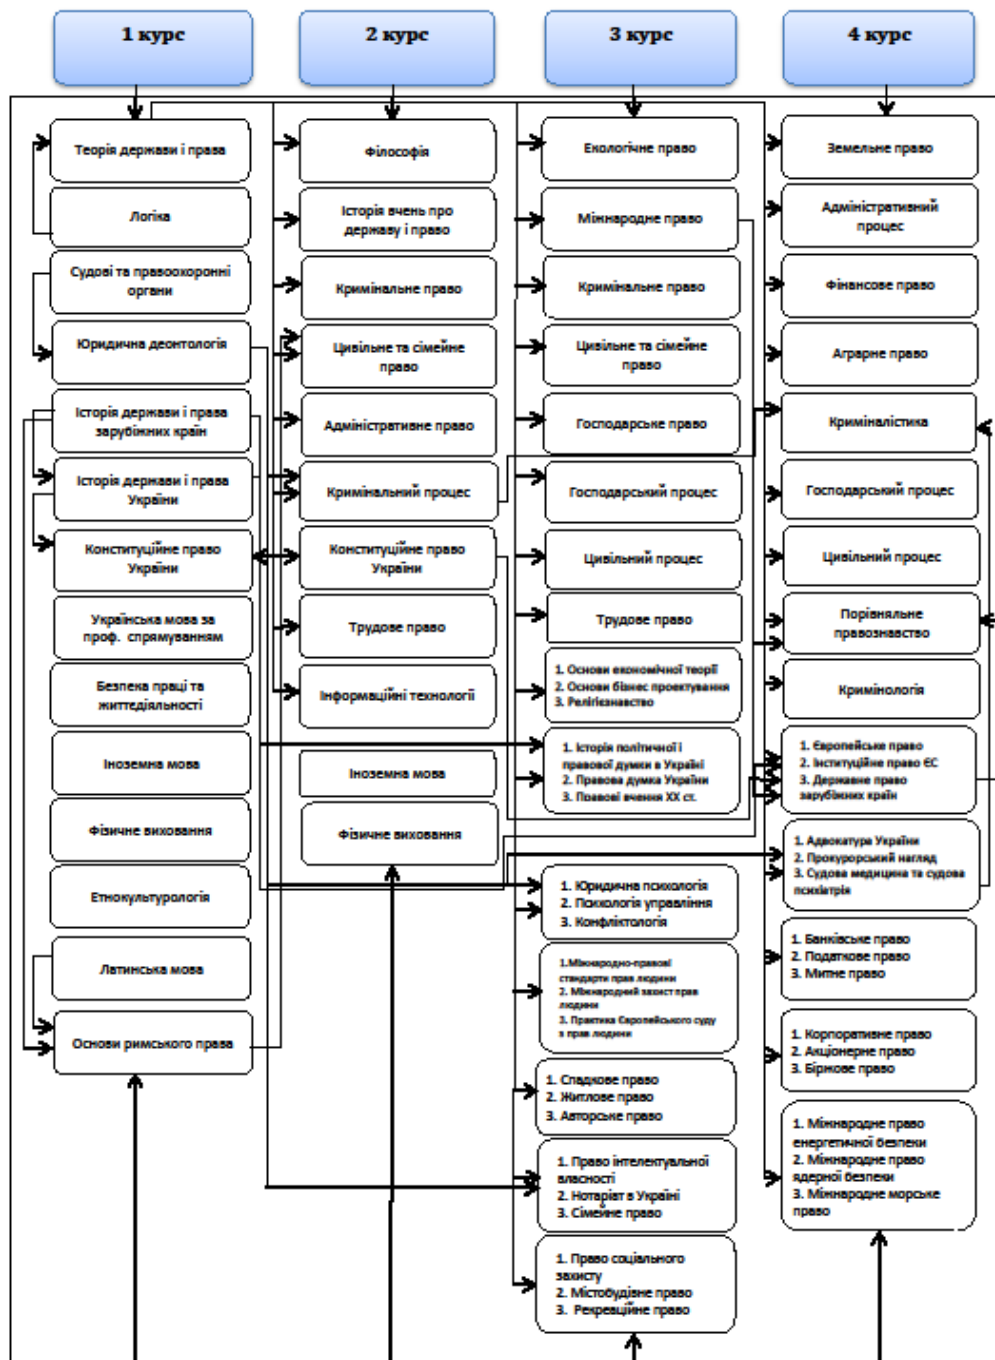 1 курс
Теорія держави і права
Логіка
Судові та правоохоронні
органи
Юридична деонтологія
Історія держави і права
зарубіжних країн
Історія держави і права
України
Конституційне право
України
Українська мова за
проф. спрямуванням
Безпека праці та
життєдіяльності
Іноземна мова
Фізичне виховання
Етнокультурологія
Латинська мова
Основи римського права
2 курс
Філософія
Історія вчень про
державу і право
Кримінальне право
Цивільне та сімейне
право
Адміністративне право
Кримінальний процес
Конституційне право
України
Трудове право
Інформаційні технології
Іноземна мова
Фізичне виховання
3 курс
Екологічне право
Міжнародне право
Кримінальне право
Цивільне та сімейне
право
Господарське право
Господарський процес
Цивільний процес
Трудове право
1. Основи економічної теорії
2. Основи бізнес проектування
3. Релігієзнавство
1. Історія політичної і
правової думки в Україні
2. Правова думка України
3. Правові вчення ХХ ст.
1. Юридична психологія
2. Психологія управління
3. Конфліктологія
1.Міжнародно-правові
стандарти прав людини
2. Міжнародний захист прав
людини
3. Практика Європейського суду
з прав людини
1. Спадкове право
2. Житлове право
3. Авторське право
1. Право інтелектуальної
власності
2. Нотаріат в Україні
3. Сімейне право
1. Право соціального
захисту
2. Містобудівне право
3. Рекреаційне право
4 курс
Земельне право
Адміністративний
процес
Фінансове право
Аграрне право
Криміналістика
Господарський процес
Цивільний процес
Порівняльне
правознавство
Кримінологія
1. Європейське право
2. Інституційне право ЄС
3. Державне право
зарубіжних країн
1. Адвокатура України
2. Прокурорський нагляд
3. Судова медицина та судова
психіатрія
1. Банківське право
2. Податкове право
3. Митне право
1. Корпоративне право
2. Акціонерне право
3. Біржове право
1. Міжнародне право
енергетичної безпеки
2. Міжнародне право
ядерної безпеки
3. Міжнародне морське
право